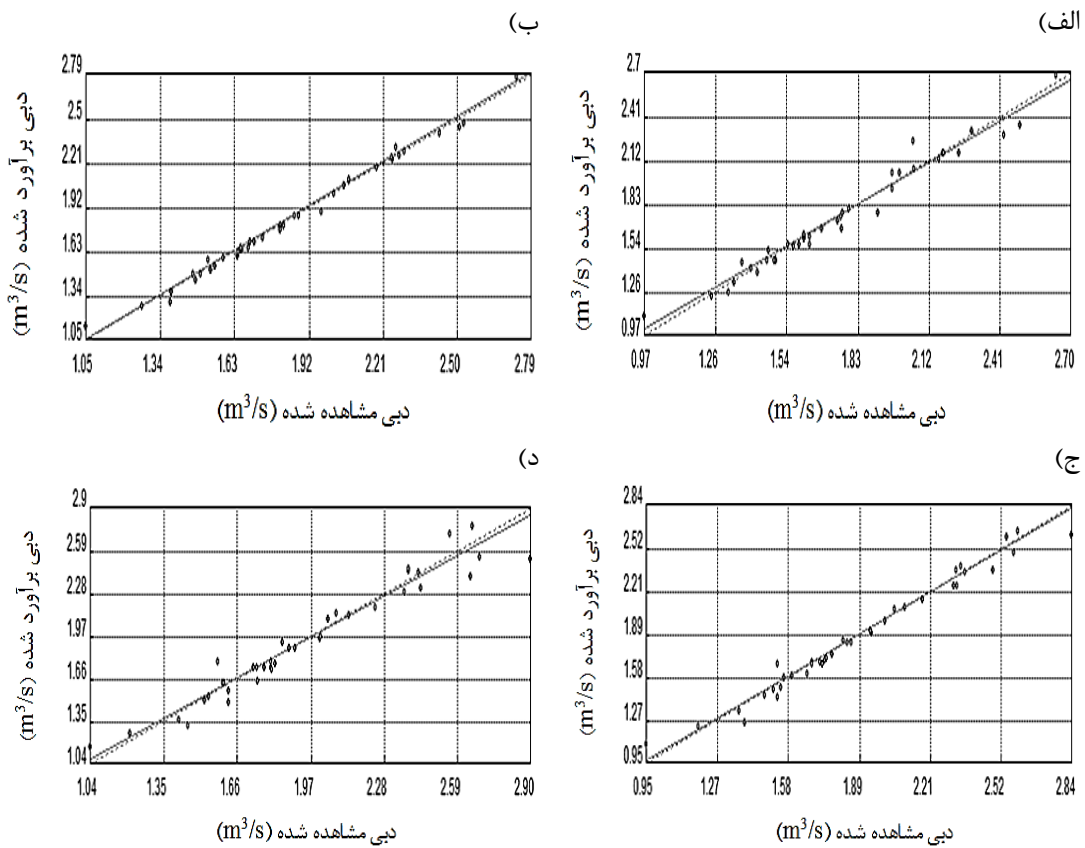 الف)
2.7
2.41
2.12
1.83
1.54
1.26
0.97
0.97 1.26 1.54 1.83 2.12 2.41 2.70
دبی برآورد شده (m³/s)
دبی مشاهده شده (m³/s)
ب)
2.79
2.5
2.21
1.92
1.63
1.34
1.05
1.05 1.34 1.63 1.92 2.21 2.50 2.79
دبی برآورد شده (m³/s)
دبی مشاهده شده (m³/s)
ج)
2.84
2.52
2.21
1.89
1.58
1.27
0.95
0.95 1.27 1.58 1.89 2.21 2.52 2.84
دبی برآورد شده (m³/s)
دبی مشاهده شده (m³/s)
د)
2.9
2.59
2.28
1.97
1.66
1.35
1.04
1.04 1.35 1.66 1.97 2.28 2.59 2.90
دبی برآورد شده (m³/s)
دبی مشاهده شده (m³/s)